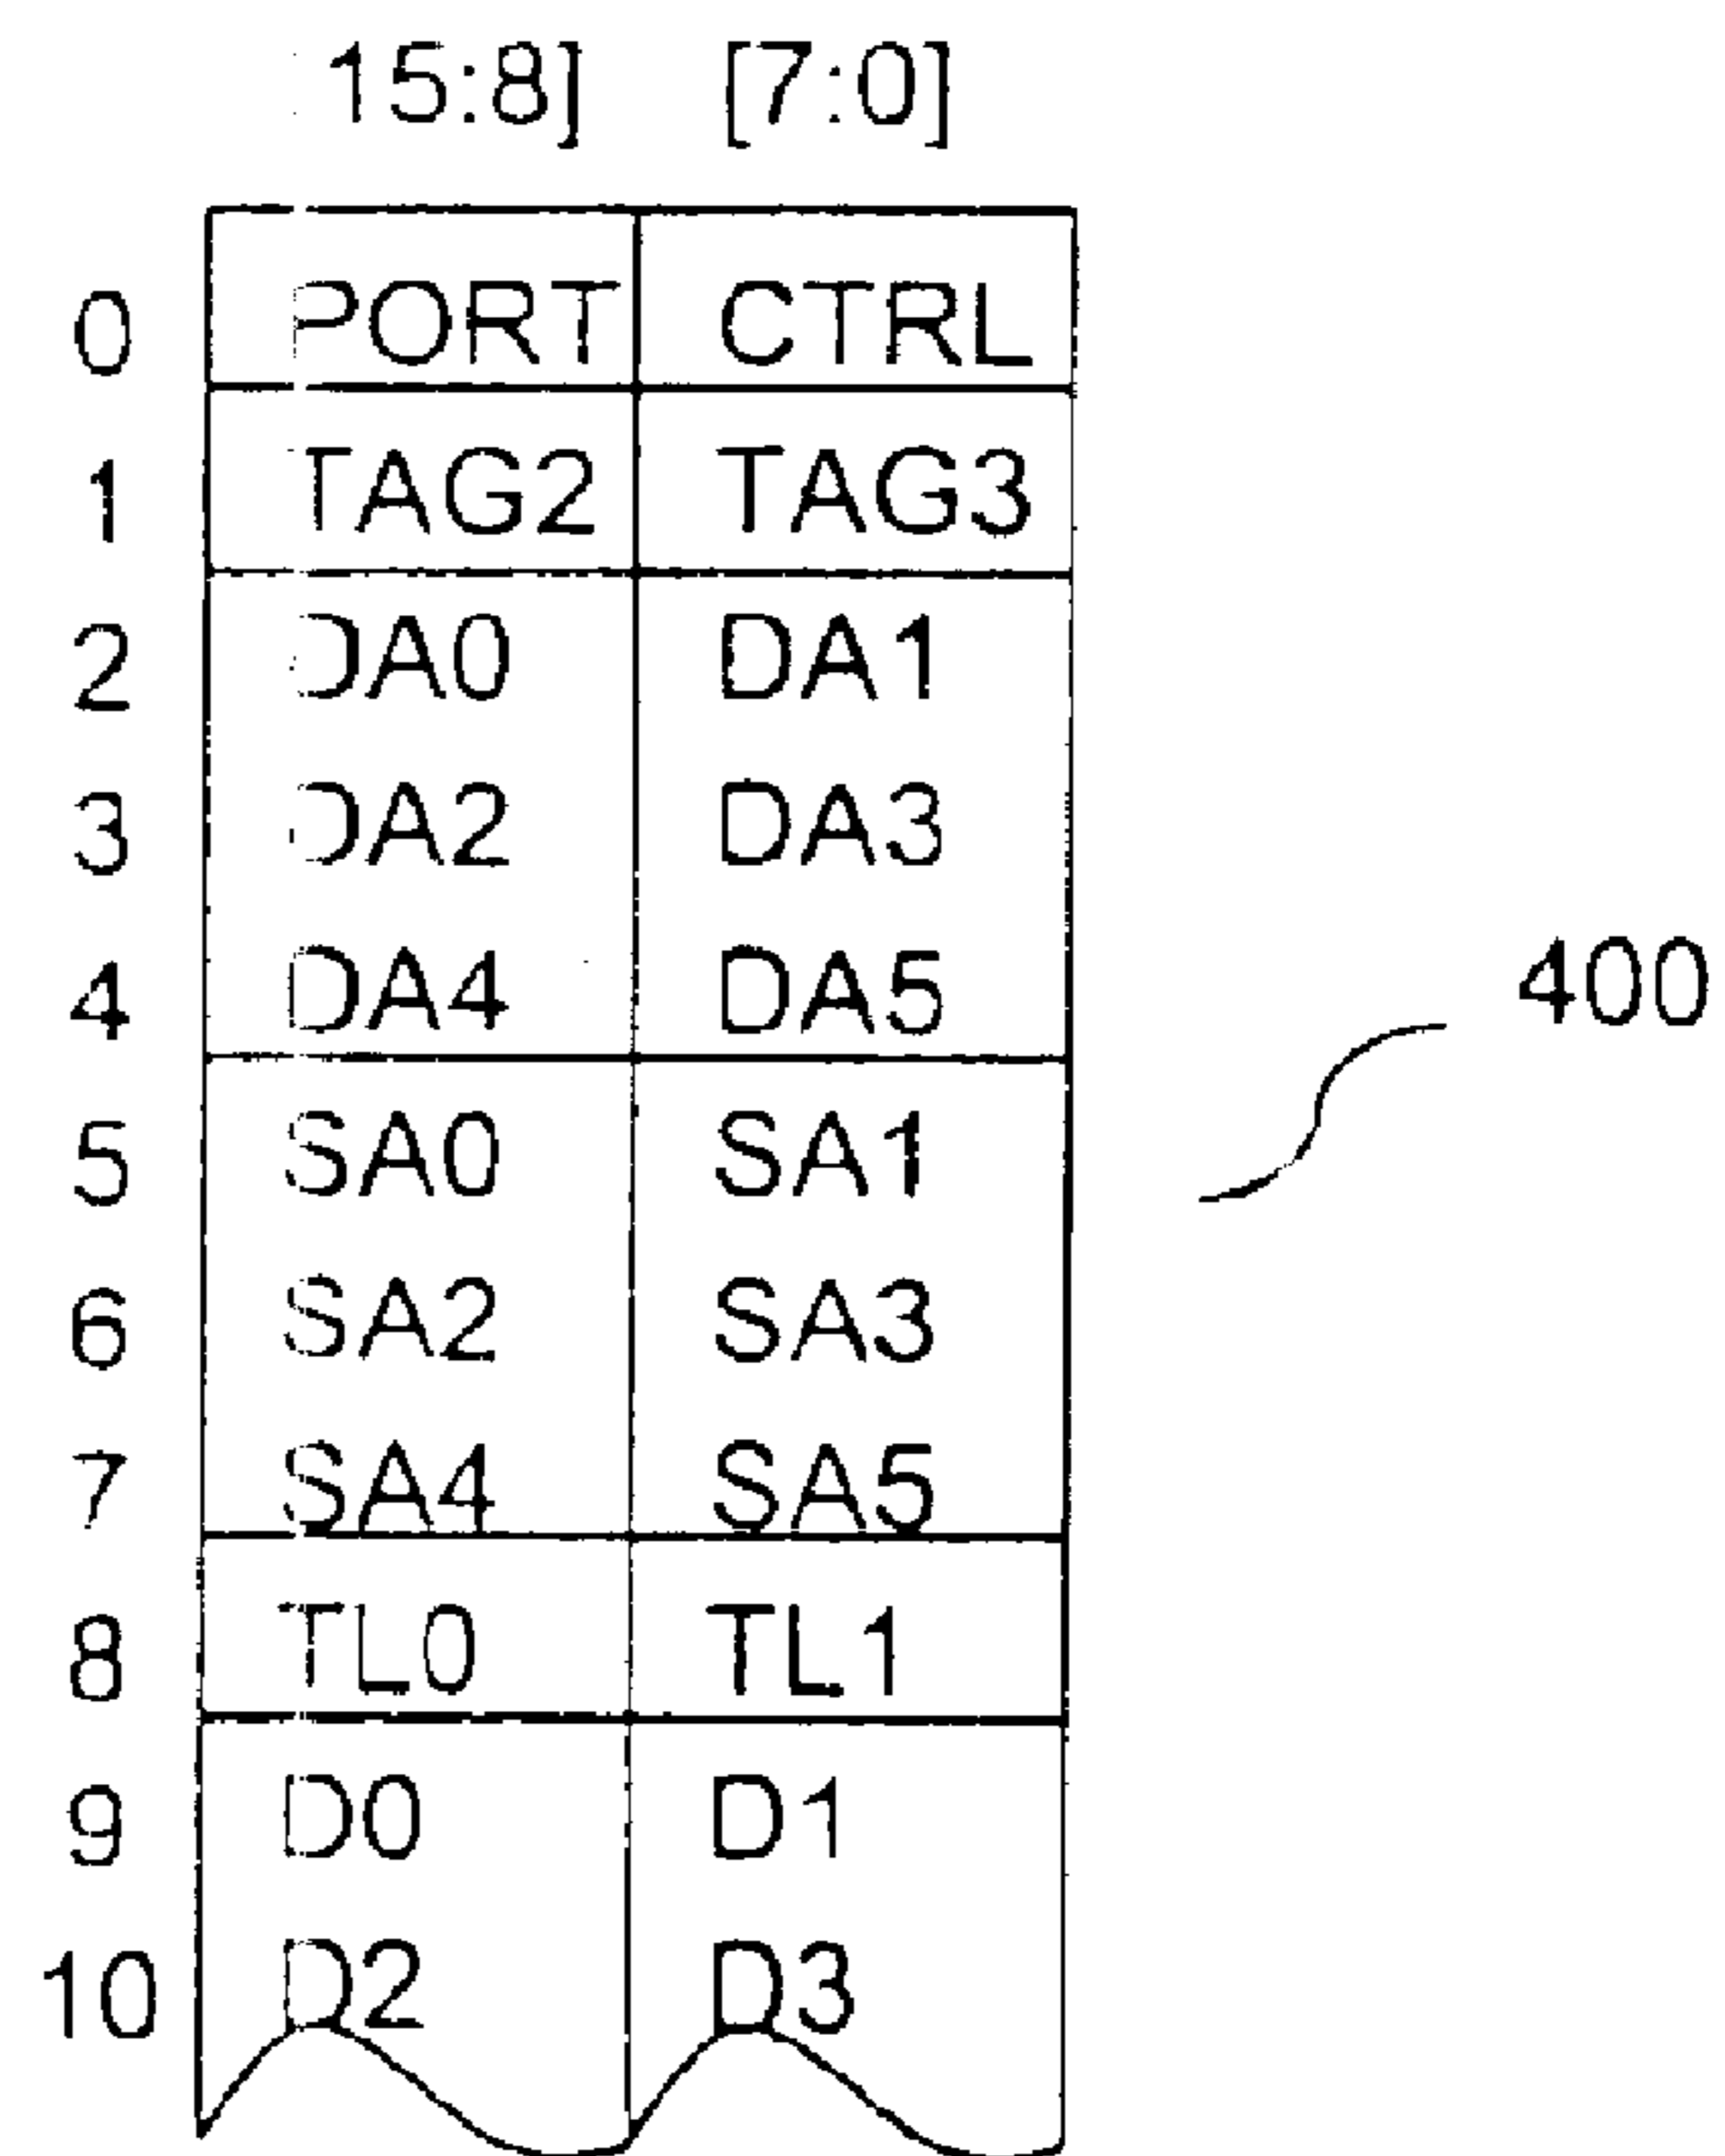 15:8] [7:0]
0 PORT CTRL
1 TAG2 TAG3
2 DA0 DA1
3 DA2 DA3
4 DA4 DA5
400
5 SA0 SA1
6 SA2 SA3
7 SA4 SA5
8 TL0 TL1
9 D0 D1
10 D2 D3